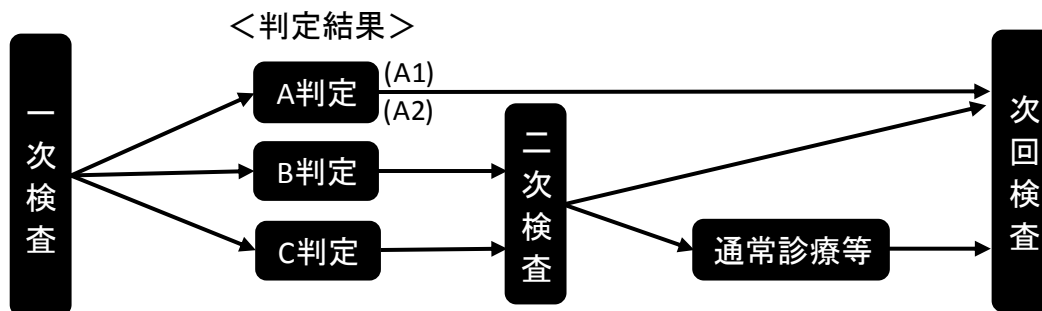 <判定結果>
一次検査
A判定
(A1)
(A2)
B判定
C判定
二次検査
通常診療等
次回検査